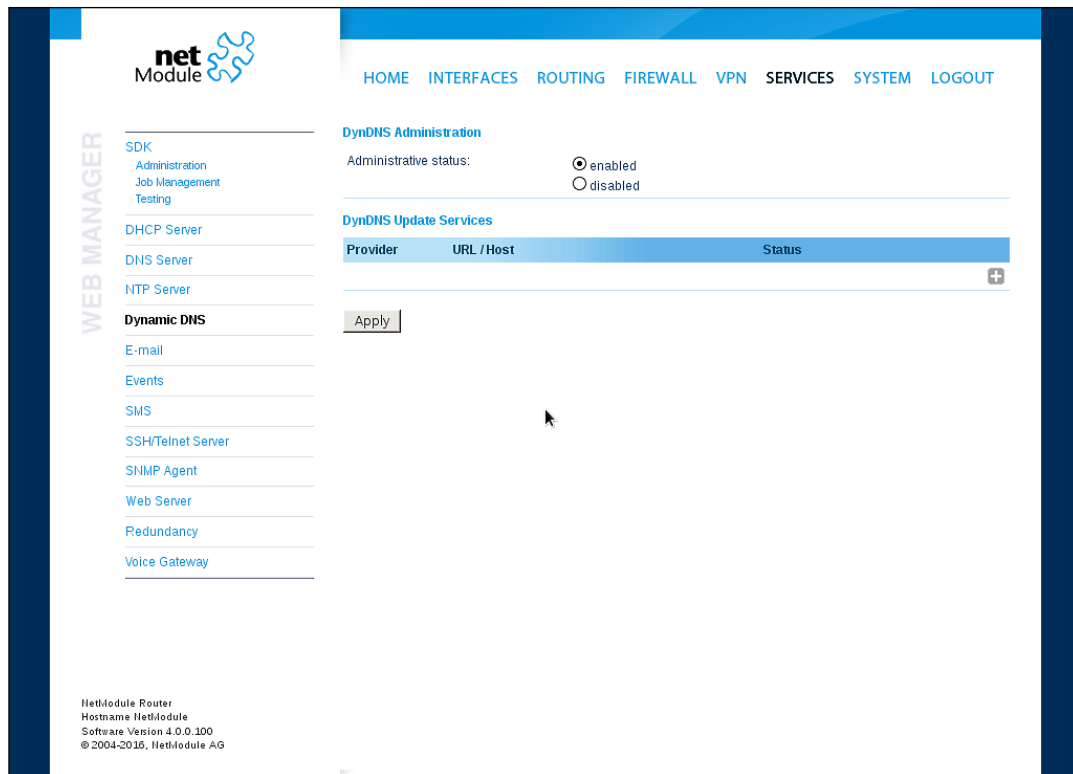 net
Module
HOME INTERFACES ROUTING FIREWALL VPN SERVICES SYSTEM LOGOUT
WEB MANAGER
SDK
Administration
Job Management
Testing
DHCP Server
DNS Server
NTP Server
Dynamic DNS
E-mail
Events
SMS
SSH/Telnet Server
SNMP Agent
Web Server
Redundancy
Voice Gateway
DynDNS Administration
Administrative status:
enabled
disabled
DynDNS Update Services
Provider URL / Host Status
Apply
NetModule Router
Hostname NetModule
Software Version 4.0.0.100
© 2004-2016, NetModule AG